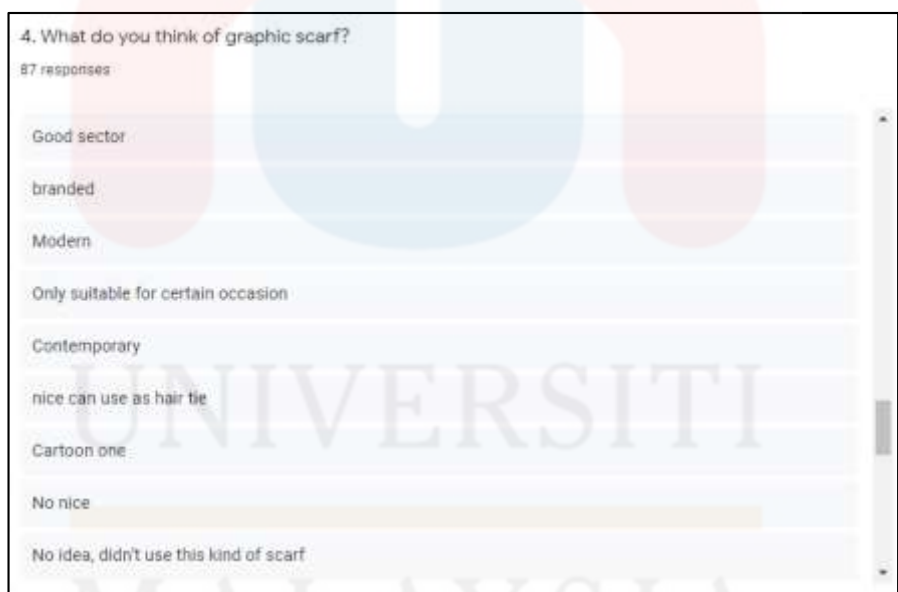 4. What do you think of graphic scarf?
87 responses
Good sector
branded
Modern
Only suitable for certain occasion
Contemporary
nice can use as hair tie
UNIVERSITI
Cartoon one
No nice
No idea, didn't use this kind of scarf
MALAYSIA